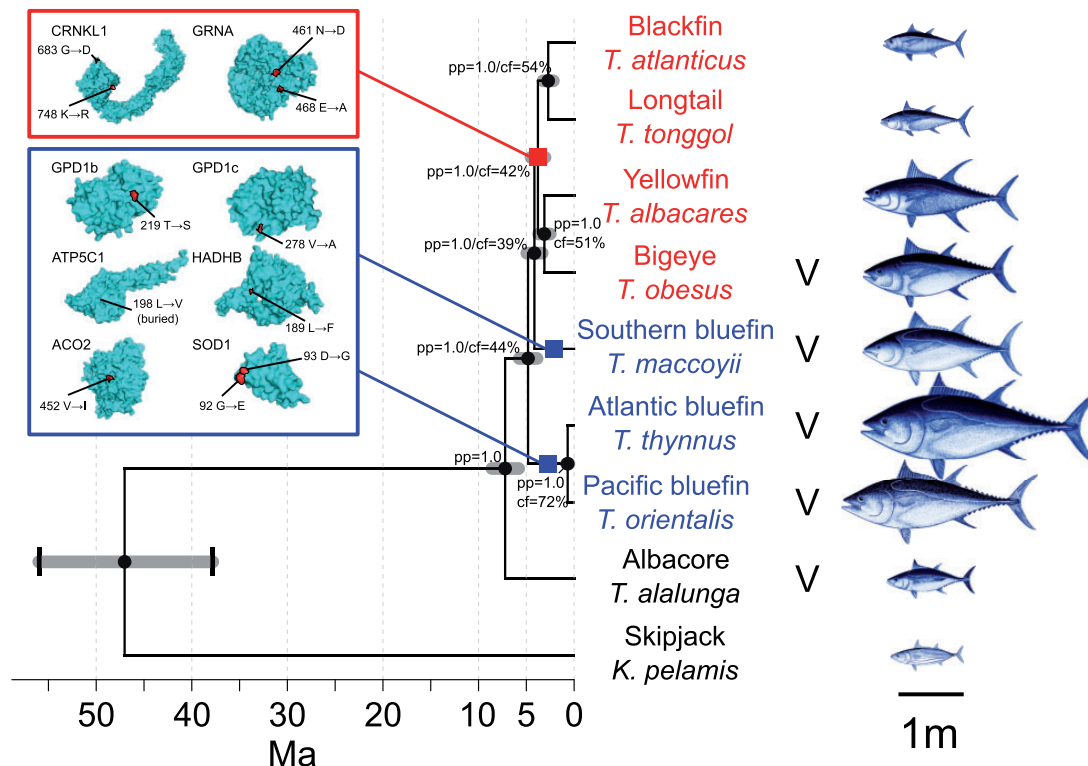 CRNKL1
GRNA
683 G→D
461 N→D
748 K→R
468 E→A
GPD1b
GPD1c
219 T→S
278 V→A
ATP5C1
HADHB
198 L→V
(buried)
189 L→F
ACO2
SOD1
93 D→G
452 V→I
92 G→E
pp=1.0/cf=54%
pp=1.0/cf=42%
pp=1.0
cf=51%
pp=1.0/cf=39%
pp=1.0/cf=44%
pp=1.0
pp=1.0
cf=72%
Blackfin
T. atlanticus
Longtail
T. tonggol
Yellowfin
T. albacares
Bigeye
T. obesus
V
Southern bluefin
T. maccoyii
V
Atlantic bluefin
T. thynnus
V
Pacific bluefin
T. orientalis
V
Albacore
T. alalunga
V
Skipjack
K. pelamis
50 40 30 20 10 5 0
Ma
1m